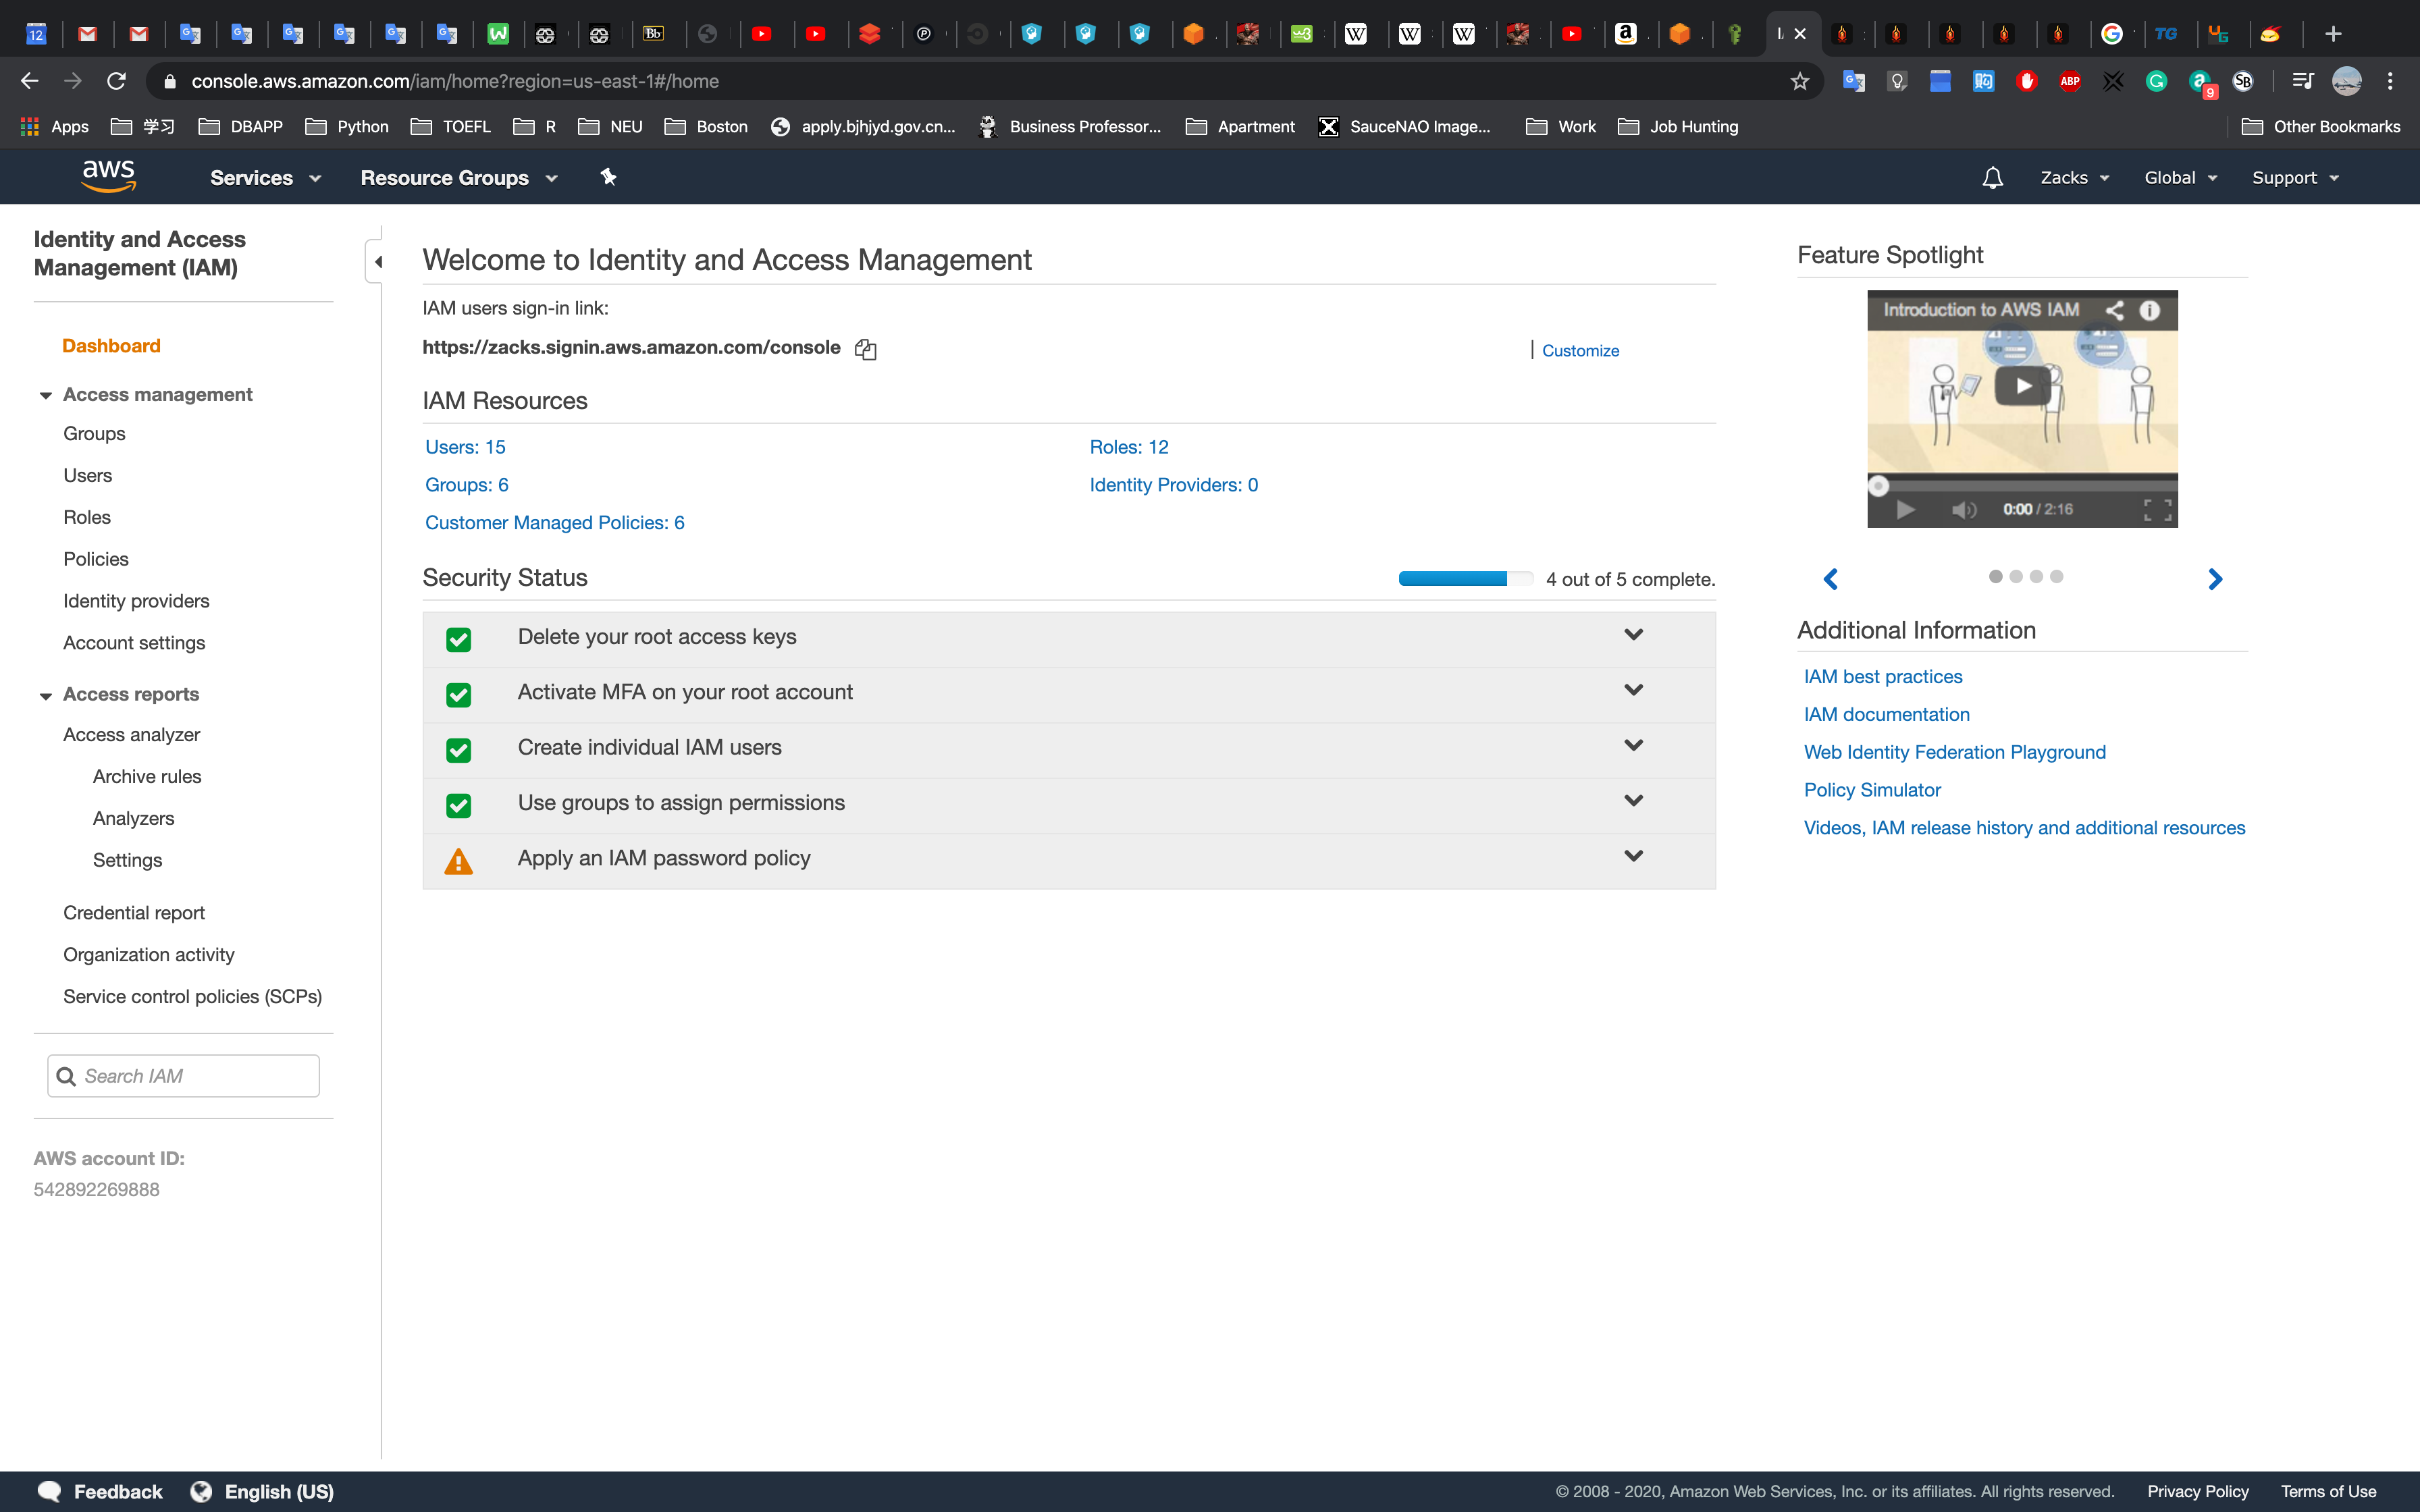 12
Bb
W
W
W
a
TG
console.aws.amazon.com/iam/home?region=us-east-1#/home
ABP
9
SB
Apps
学习
DBAPP
Python
TOEFL
R
NEU
Boston
apply.bjhjyd.gov.cn...
Business Professor...
Apartment
SauceNAO Image...
Work
Job Hunting
Other Bookmarks
aws
Services
Resource Groups
Zacks
Global
Support
Identity and Access
Management (IAM)
Dashboard
Access management
Groups
Users
Roles
Policies
Identity providers
Account settings
Access reports
Access analyzer
Archive rules
Analyzers
Settings
Credential report
Organization activity
Service control policies (SCPs)
Search IAM
AWS account ID:
542892269888
Welcome to Identity and Access Management
IAM users sign-in link:
https://zacks.signin.aws.amazon.com/console
Customize
IAM Resources
Users: 15
Roles: 12
Groups: 6
Identity Providers: 0
Customer Managed Policies: 6
Security Status
4 out of 5 complete.
Delete your root access keys
Activate MFA on your root account
Create individual IAM users
Use groups to assign permissions
Apply an IAM password policy
Feature Spotlight
Introduction to AWS IAM
0:00 / 2:16
Additional Information
IAM best practices
IAM documentation
Web Identity Federation Playground
Policy Simulator
Videos, IAM release history and additional resources
Feedback
English (US)
© 2008 - 2020, Amazon Web Services, Inc. or its affiliates. All rights reserved.
Privacy Policy
Terms of Use